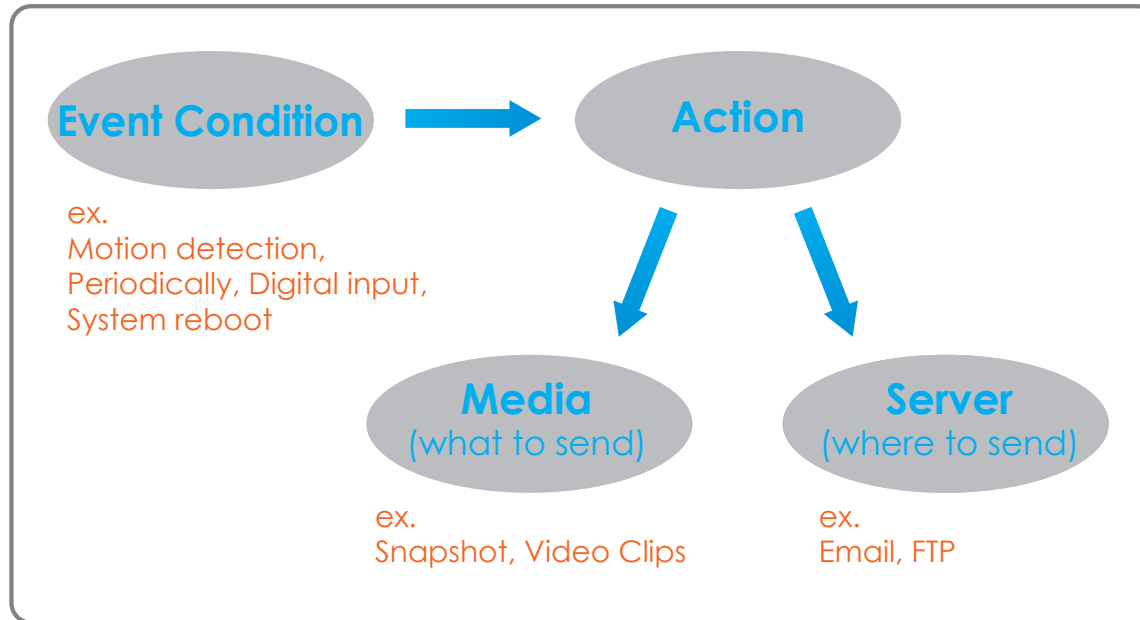 Event Condition
Action
ex.
Motion detection,
Periodically, Digital input,
System reboot
Media
(what to send)
Server
(where to send)
ex.
Snapshot, Video Clips
ex.
Email, FTP